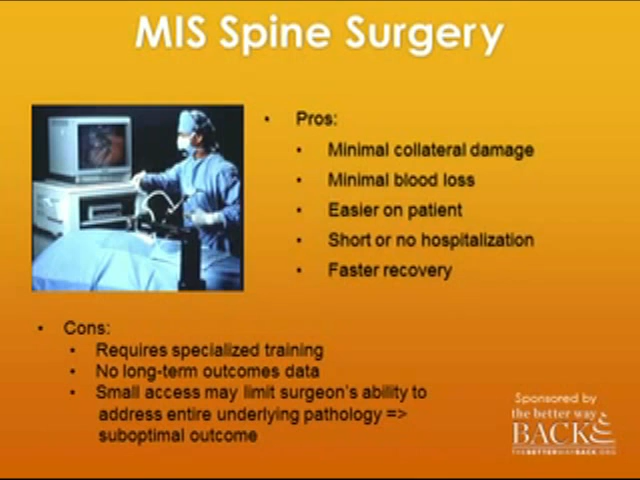 MIS Spine Surgery
• Pros:
• Minimal collateral damage
• Minimal blood loss
• Easier on patient
• Short or no hospitalization
• Faster recovery
• Cons:
• Requires specialized training
• No long-term outcomes data
• Small access may limit surgeon's ability to
address entire underlying pathology =>
suboptimal outcome
Sponsored by
the better way
BACK
THEBETTERWAYBACK.ORG